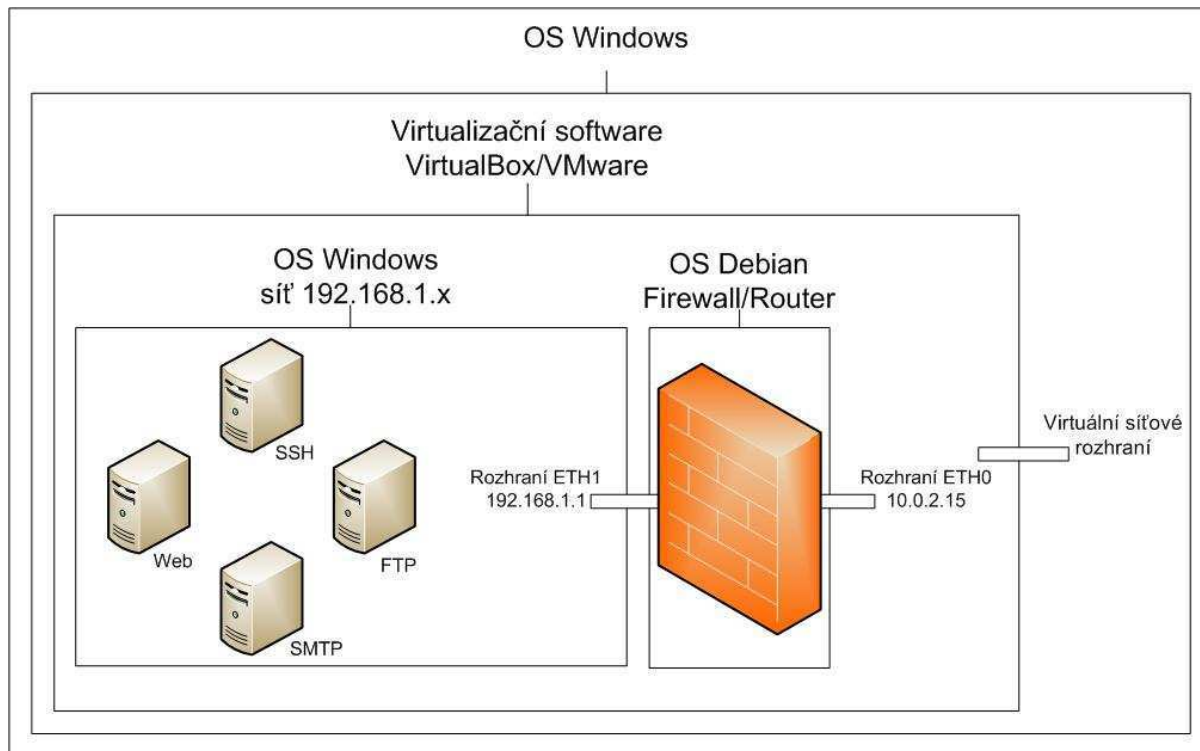 OS Windows
Virtualizační software
VirtualBox/VMware
OS Windows
síť 192.168.1.x
OS Debian
Firewall/Router
SSH
Web
FTP
SMTP
Rozhraní ETH1
192.168.1.1
Rozhraní ETH0
10.0.2.15
Virtuální síťové
rozhraní